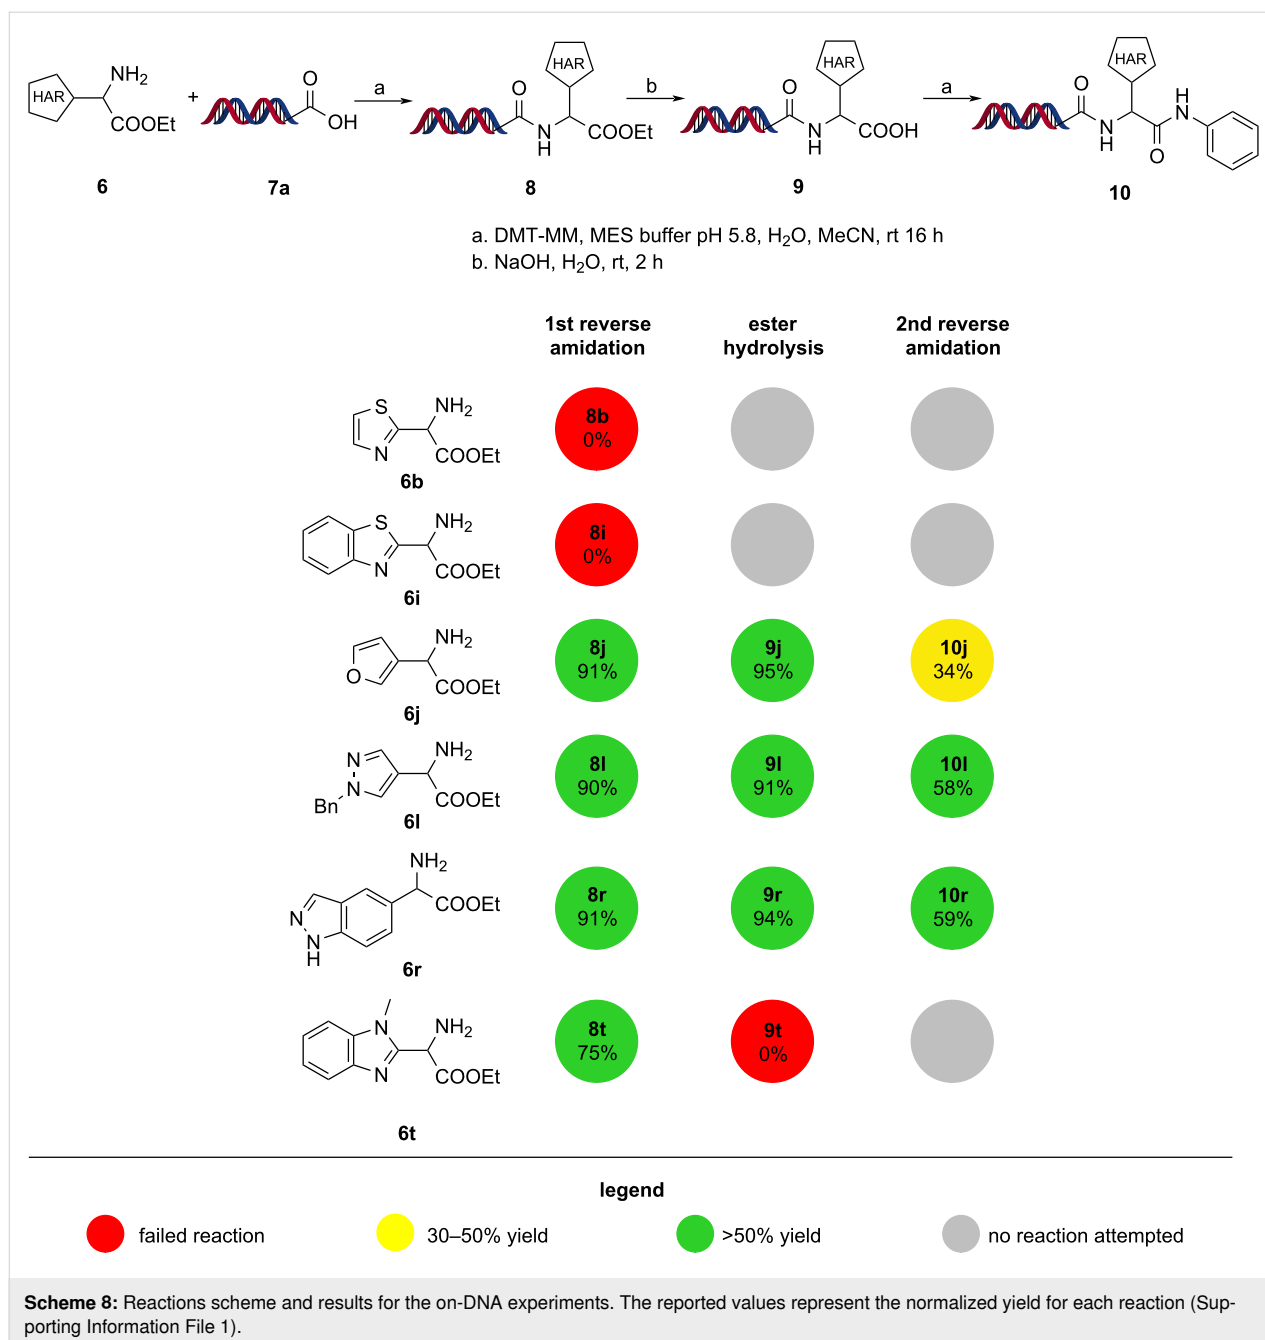 HAR
NH₂
COOEt
6
+
O
OH
7a
a
HAR
O
N
H
COOEt
8
b
HAR
O
N
H
COOH
9
a
HAR
O
N
H
O
H
N
10
a. DMT-MM, MES buffer pH 5.8, H₂O, MeCN, rt 16 h
b. NaOH, H₂O, rt, 2 h
1st reverse
amidation
ester
hydrolysis
2nd reverse
amidation
S
NH₂
N
COOEt
6b
8b
0%
S
NH₂
N
COOEt
6i
8i
0%
NH₂
O
COOEt
6j
8j
91%
9j
95%
10j
34%
N
NH₂
N
Bn
COOEt
6l
8l
90%
9l
91%
10l
58%
NH₂
COOEt
N
N
H
6r
8r
91%
9r
94%
10r
59%
N
NH₂
N
COOEt
6t
8t
75%
9t
0%
legend
failed reaction
30–50% yield
>50% yield
no reaction attempted
Scheme 8: Reactions scheme and results for the on-DNA experiments. The reported values represent the normalized yield for each reaction (Sup-
porting Information File 1).